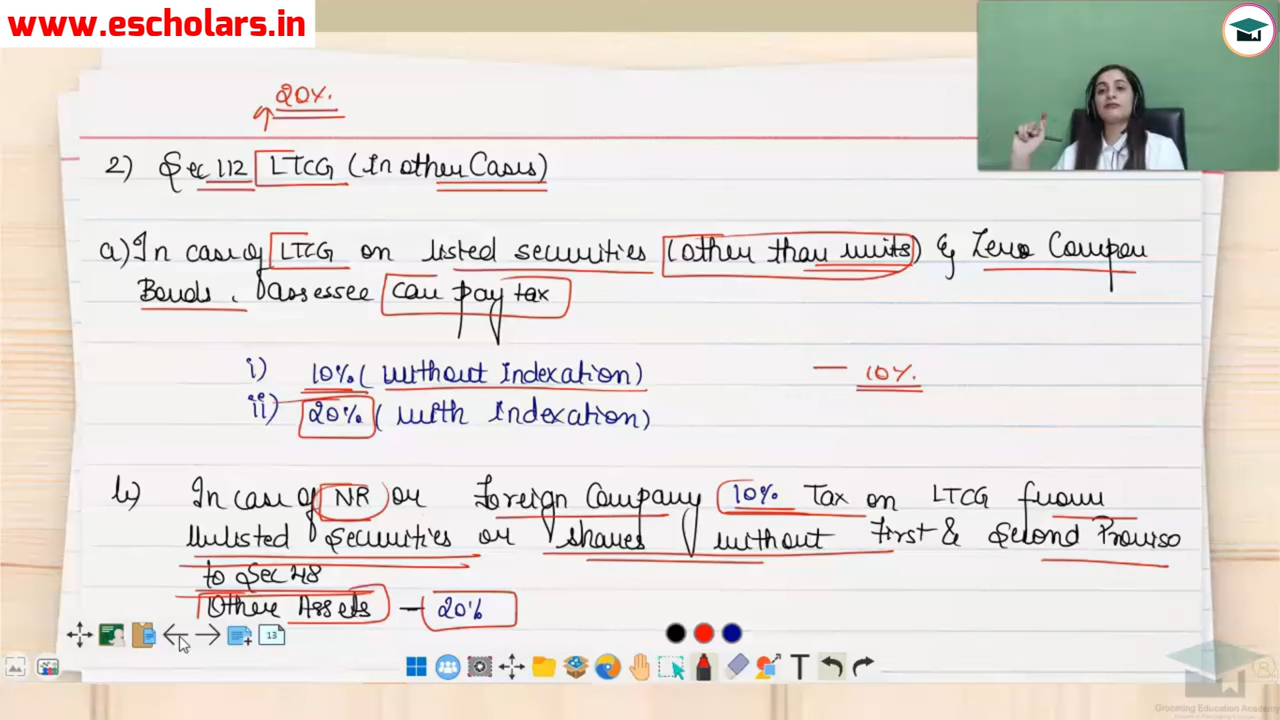 www.escholars.in
20%.
2) Sec 112 LTCG (In other Cases)
a) In case of LTCG on listed securities (other than units) & Zero Coupon
Bonds, assessee can pay tax
i) 10% (without Indexation) — 10%.
ii) 20% (with Indexation)
b) In case of NR or Foreign Company 10% Tax on LTCG from
Unlisted Securities or shares without First & Second Proviso
to Sec 48
Other Assets — 20%
13
T
Grooming Education Academy